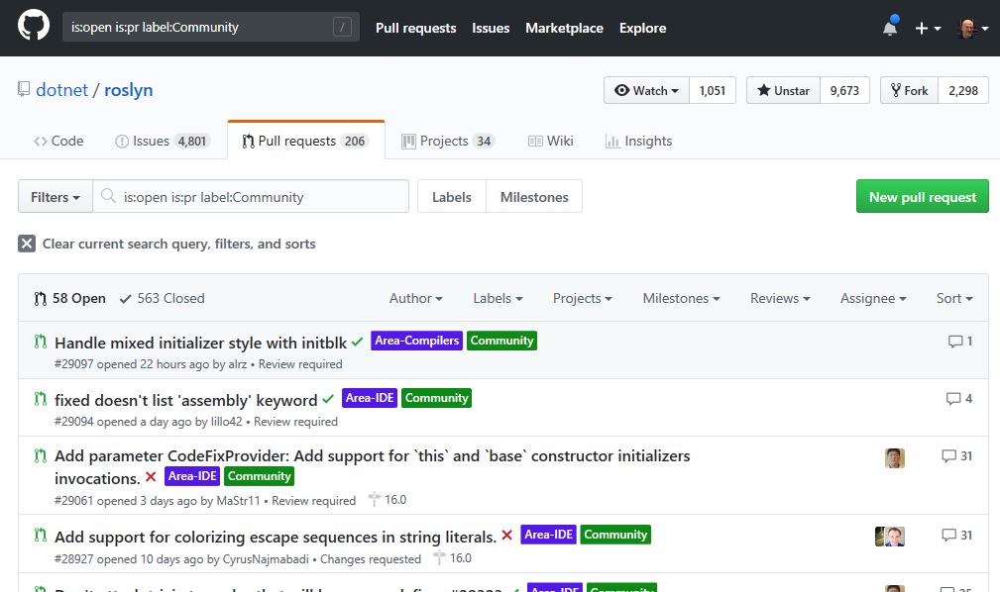 is:open is:pr label:Community / Pull requests Issues Marketplace Explore
dotnet / roslyn Watch 1,051 Unstar 9,673 Fork 2,298
Code Issues 4,801 Pull requests 206 Projects 34 Wiki Insights
Filters is:open is:pr label:Community Labels Milestones New pull request
Clear current search query, filters, and sorts
58 Open 563 Closed Author Labels Projects Milestones Reviews Assignee Sort
Handle mixed initializer style with initblk Area-Compilers Community 1
#29097 opened 22 hours ago by alrz • Review required
fixed doesn't list 'assembly' keyword Area-IDE Community 4
#29094 opened a day ago by lillo42 • Review required
Add parameter CodeFixProvider: Add support for `this` and `base` constructor initializers 31
invocations. Area-IDE Community
#29061 opened 3 days ago by MaStr11 • Review required 16.0
Add support for colorizing escape sequences in string literals. Area-IDE Community 31
#28927 opened 10 days ago by CyrusNajmabadi • Changes requested 16.0
Area-IDE Community